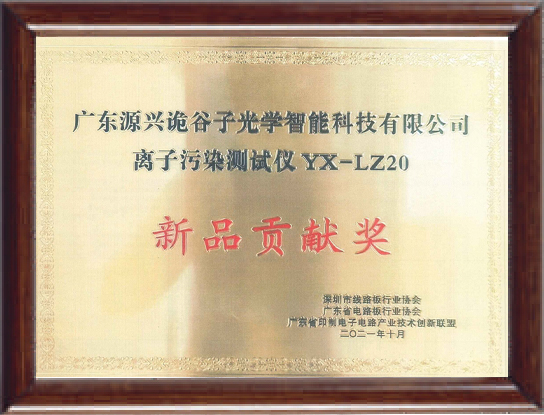 广东源兴诡谷子光学智能科技有限公司
离子污染测试仪 YX-LZ20
新品贡献奖
深圳市线路板行业协会
广东省电路板行业协会
广东省印制电子电路产业技术创新联盟
二〇二一年十月